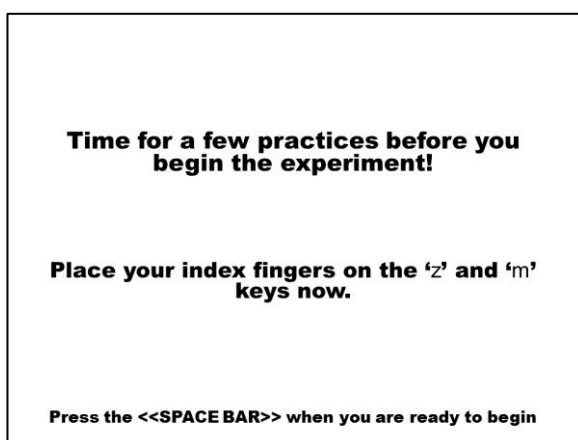 Time for a few practices before you
begin the experiment!
Place your index fingers on the ‘z’ and ‘m’
keys now.
Press the <<SPACE BAR>> when you are ready to begin